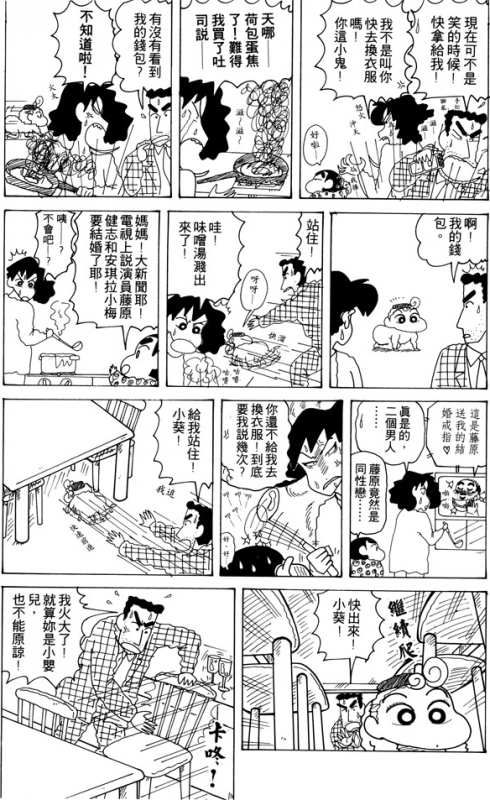 現在可不是
笑的時候！
快拿給我！
我不是叫你
快去換衣服
嗎！
你這小鬼！
好啦！
天哪—
荷包蛋焦
了！難得
我買了吐
司說—
有沒有看到
我的錢包？
不知道啦！
啊！
我的錢
包。
站住！
呀呀！
哇！
味噌湯濺出
來了！
媽媽！大新聞耶！
電視上說演員藤原
健志和安琪拉小梅
要結婚了耶！
咦！？
不會吧！？
這是藤原
送我的結
婚戒指♡
真是的，
二個男人
……
藤原竟然是
同性戀……
你還不給我去
換衣服！到底
要我說幾次？
給我站住！
小葵！
我追
繼續爬
快出來！
小葵！
我火大了！
就算妳是小嬰
兒，
也不能原諒！
卡咚！